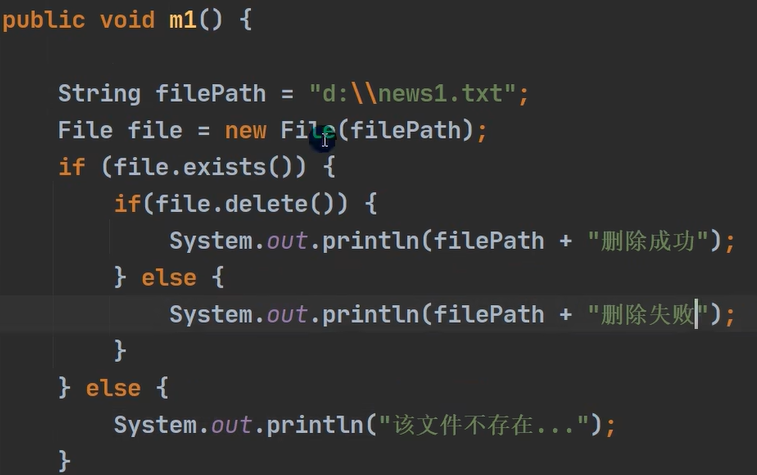 public void m1() {
String filePath = "d:\\news1.txt";
File file = new File(filePath);
if (file.exists()) {
if(file.delete()) {
System.out.println(filePath + "删除成功");
} else {
System.out.println(filePath + "删除失败");
}
} else {
System.out.println("该文件不存在...");
}